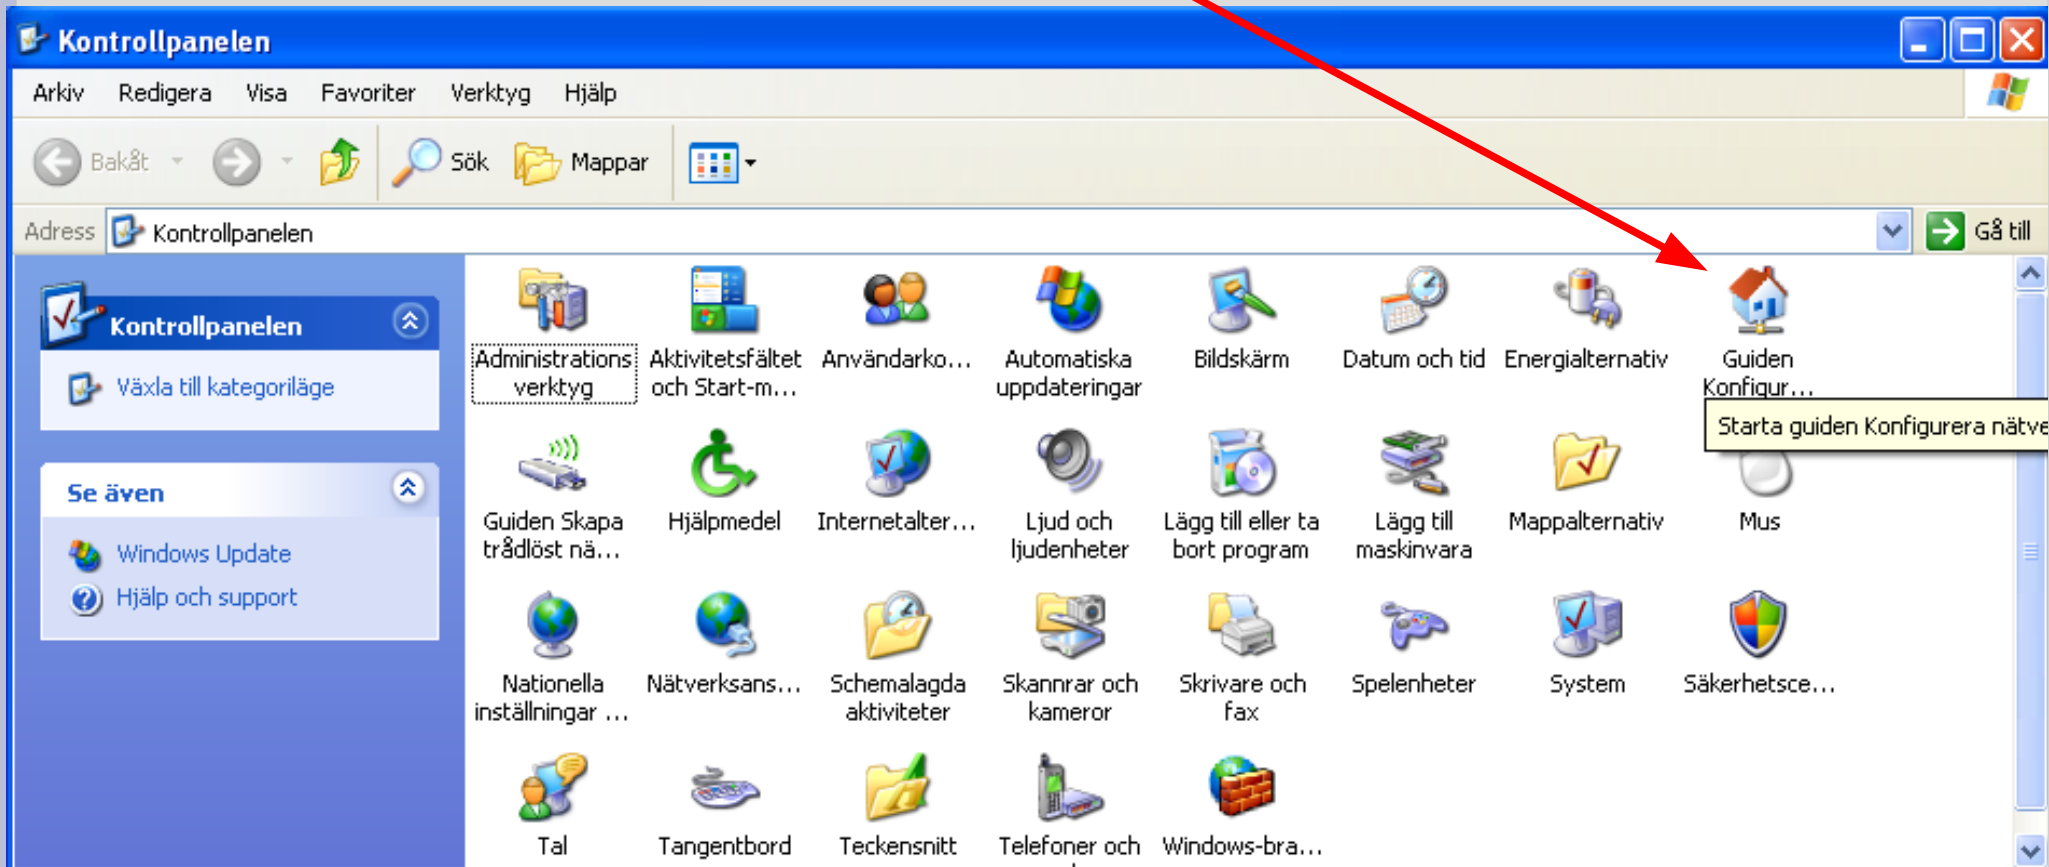 Kontrollpanelen
Arkiv Redigera Visa Favoriter Verktyg Hjälp
Bakåt Sök Mappar
Adress Kontrollpanelen Gå till
Kontrollpanelen
Växla till kategoriläge
Se även
Windows Update
Hjälp och support
Administrations
verktyg
Aktivitetsfältet
och Start-m...
Användarko...
Automatiska
uppdateringar
Bildskärm
Datum och tid
Energialternativ
Guiden
Konfigur...
Starta guiden Konfigurera nätve
Guiden Skapa
trådlöst nä...
Hjälpmedel
Internetalter...
Ljud och
ljudenheter
Lägg till eller ta
bort program
Lägg till
maskinvara
Mappalternativ
Mus
Nationella
inställningar ...
Nätverksans...
Schemalagda
aktiviteter
Skannrar och
kameror
Skrivare och
fax
Spelenheter
System
Säkerhetsce...
Tal
Tangentbord
Teckensnitt
Telefoner och
Windows-bra...